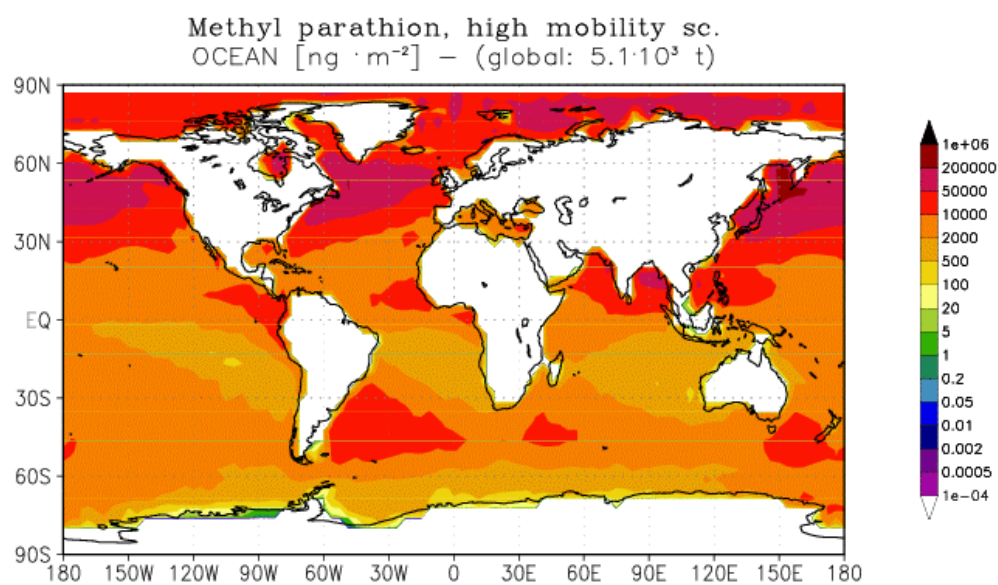 Methyl parathion, high mobility sc.
OCEAN [ng ·m⁻²] – (global: 5.1·10³ t)
90N
60N
30N
EQ
30S
60S
90S
180 150W 120W 90W 60W 30W 0 30E 60E 90E 120E 150E 180
1e+06
200000
50000
10000
2000
500
100
20
5
1
0.2
0.05
0.01
0.002
0.0005
1e-04